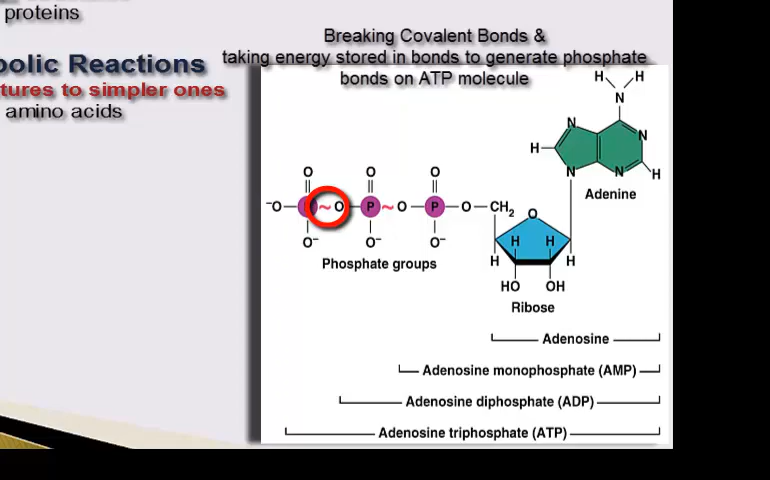 proteins
olic Reactions
tures to simpler ones
amino acids
Breaking Covalent Bonds &
taking energy stored in bonds to generate phosphate
bonds on ATP molecule
H H
N
N N
H
N N H
Adenine
O O O
⁻O ~ O P ~ O P O CH₂ O
O⁻ O⁻ O⁻
H H
H H
Phosphate groups
HO OH
Ribose
Adenosine
Adenosine monophosphate (AMP)
Adenosine diphosphate (ADP)
Adenosine triphosphate (ATP)